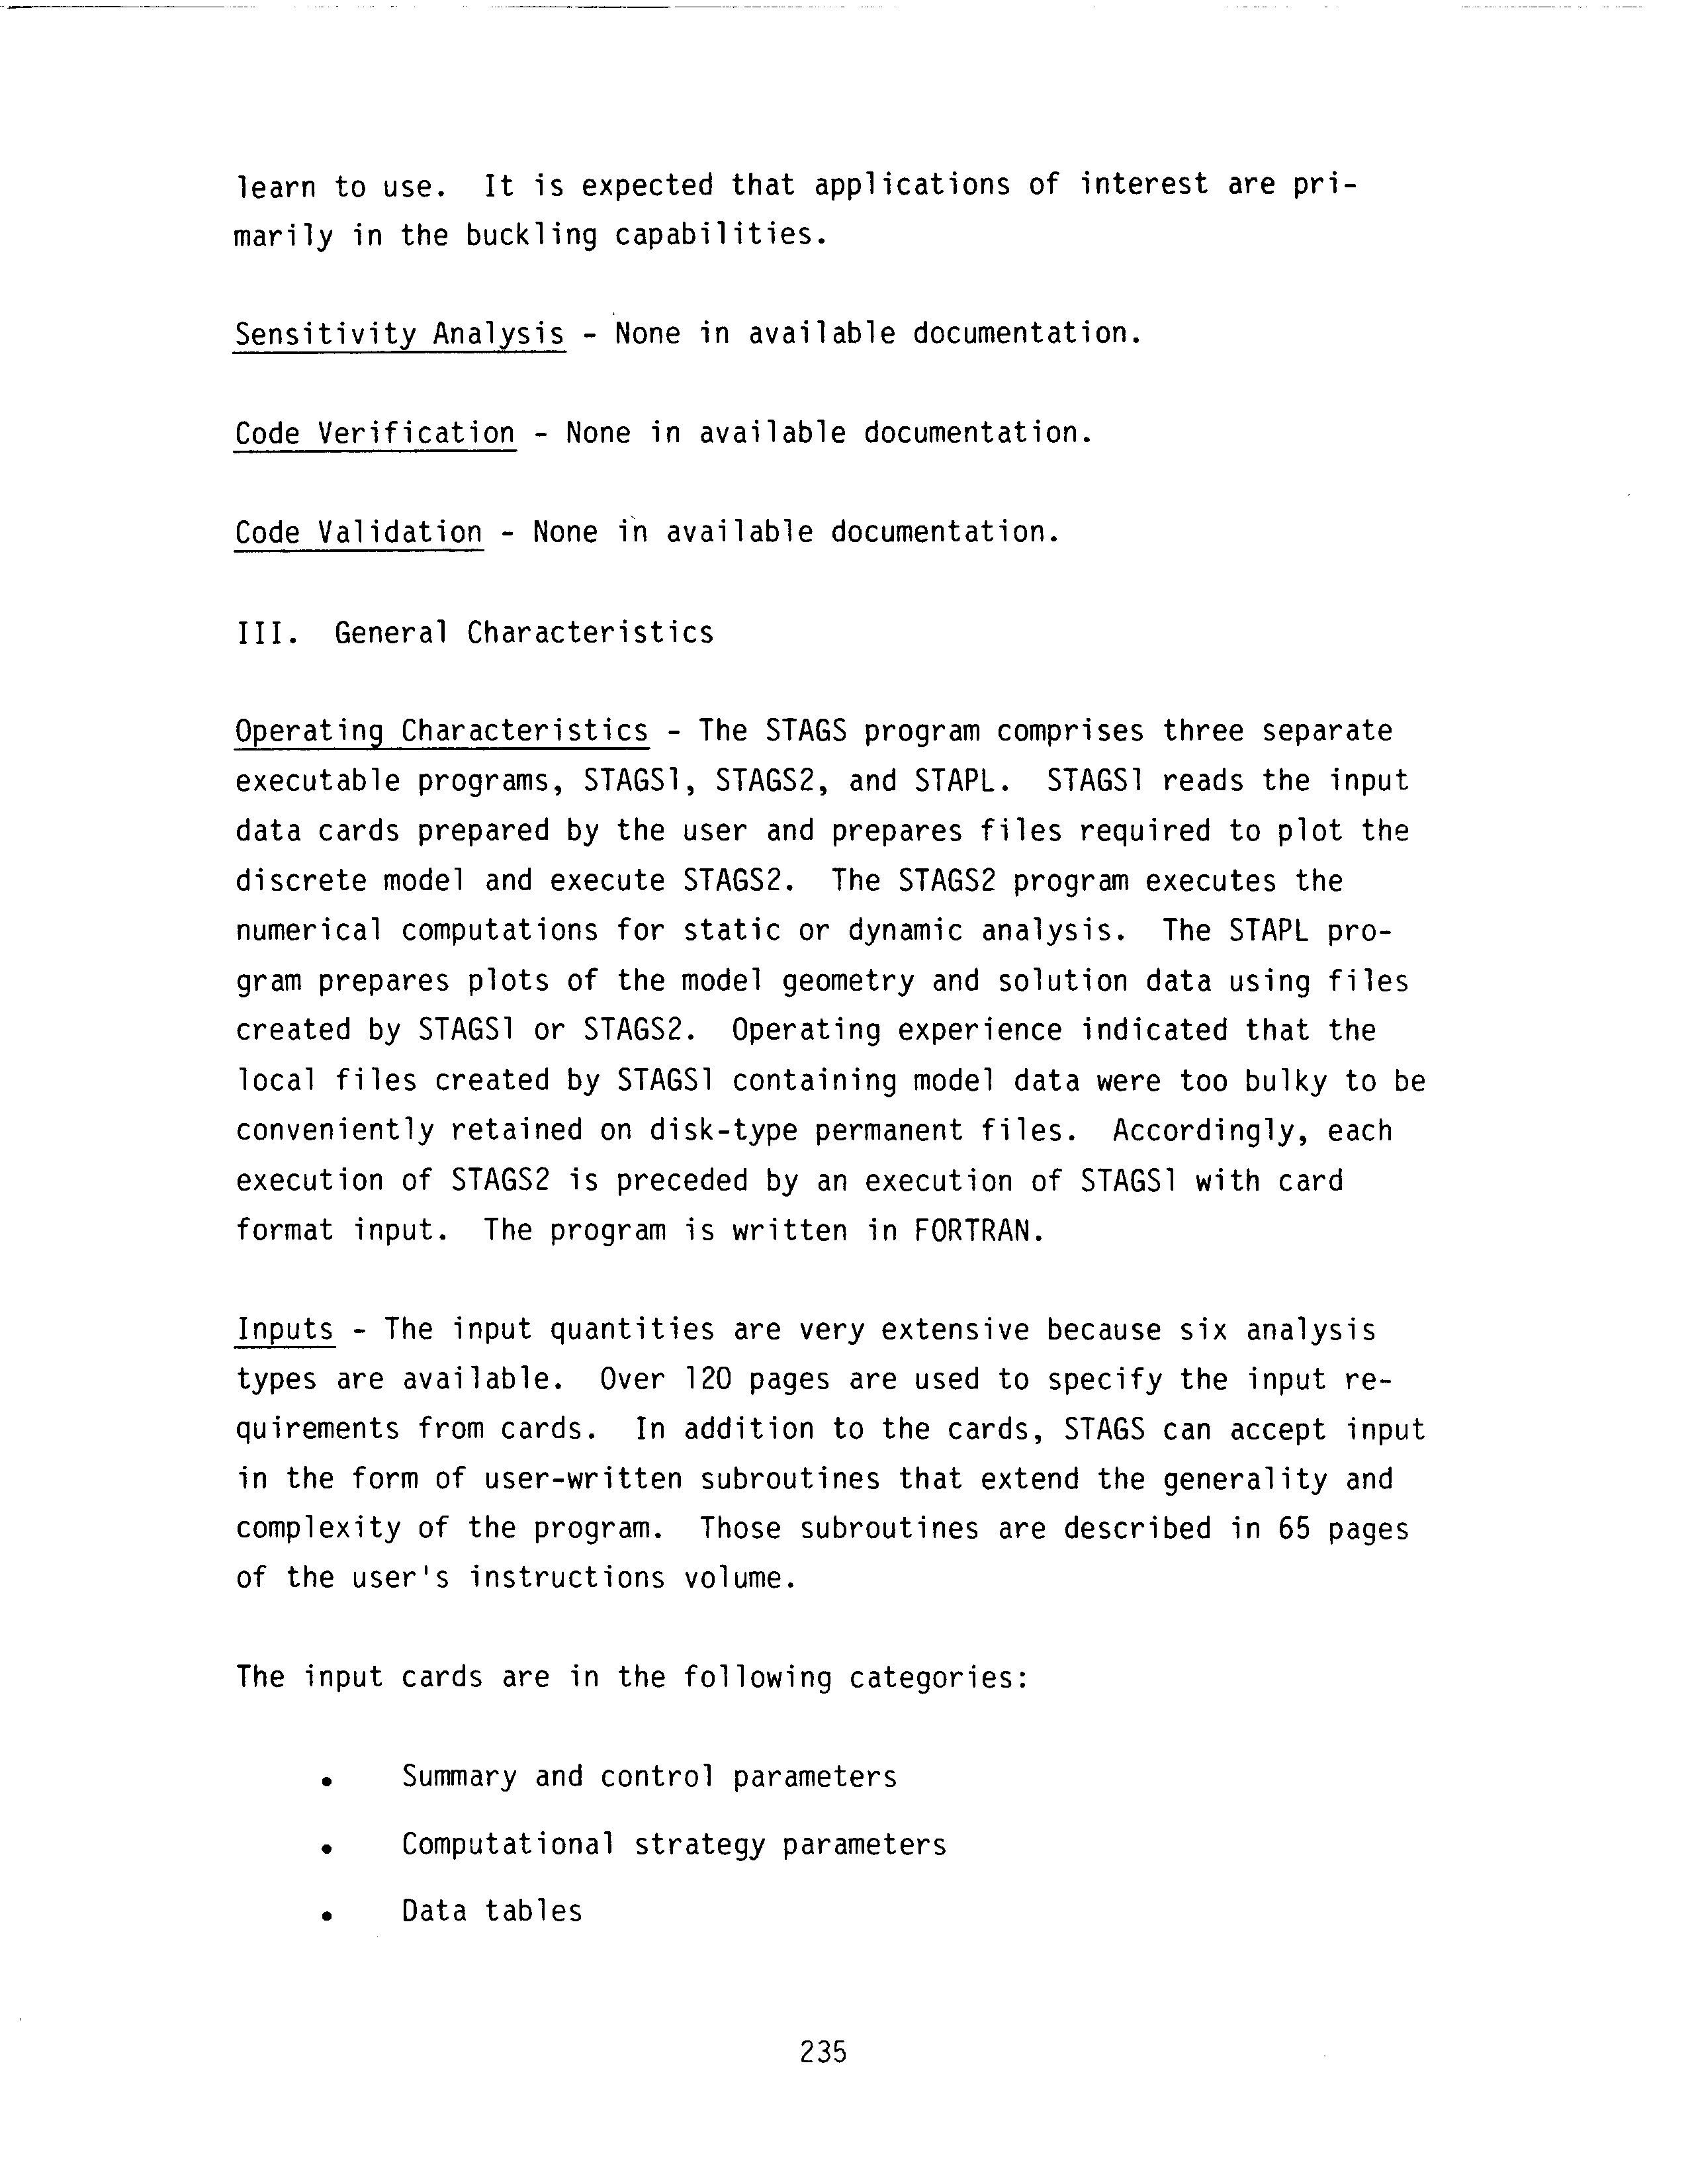 learn to use. It is expected that applications of interest are pri-
marily in the buckling capabilities.
Sensitivity Analysis - None in available documentation.
Code Verification - None in available documentation.
Code Validation - None in available documentation.
III. General Characteristics
Operating Characteristics - The STAGS program comprises three separate
executable programs, STAGS1, STAGS2, and STAPL. STAGS1 reads the input
data cards prepared by the user and prepares files required to plot the
discrete model and execute STAGS2. The STAGS2 program executes the
numerical computations for static or dynamic analysis. The STAPL pro-
gram prepares plots of the model geometry and solution data using files
created by STAGS1 or STAGS2. Operating experience indicated that the
local files created by STAGS1 containing model data were too bulky to be
conveniently retained on disk-type permanent files. Accordingly, each
execution of STAGS2 is preceded by an execution of STAGS1 with card
format input. The program is written in FORTRAN.
Inputs - The input quantities are very extensive because six analysis
types are available. Over 120 pages are used to specify the input re-
quirements from cards. In addition to the cards, STAGS can accept input
in the form of user-written subroutines that extend the generality and
complexity of the program. Those subroutines are described in 65 pages
of the user's instructions volume.
The input cards are in the following categories:
• Summary and control parameters
• Computational strategy parameters
• Data tables
235